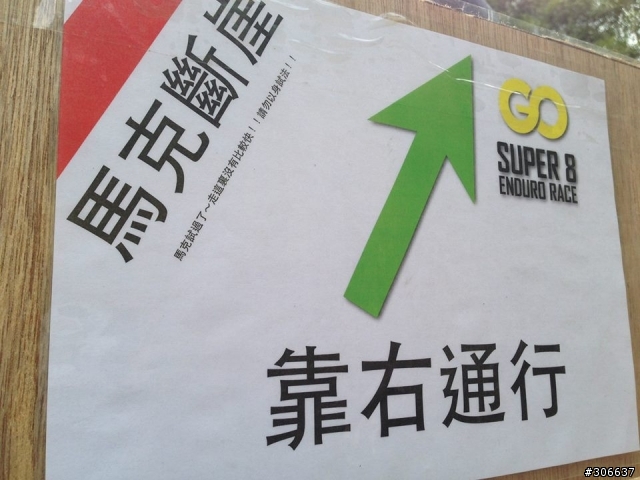 馬克斷崖
馬克試過了～走這裏沒有比較快！！請勿以身試法！！
GO
SUPER 8
ENDURO RACE
靠右通行
#306637